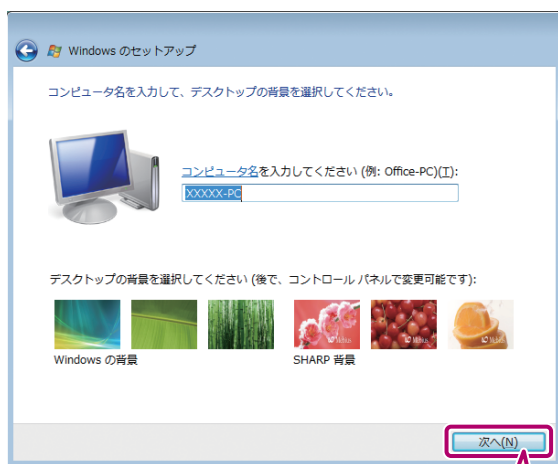 Windows のセットアップ
コンピュータ名を入力して、デスクトップの背景を選択してください。
コンピュータ名を入力してください (例: Office-PC)(T):
XXXXX-PC
デスクトップの背景を選択してください (後で、コントロール パネルで変更可能です):
Mebius Mebius Mebius
Windows の背景 SHARP 背景
次へ(N)